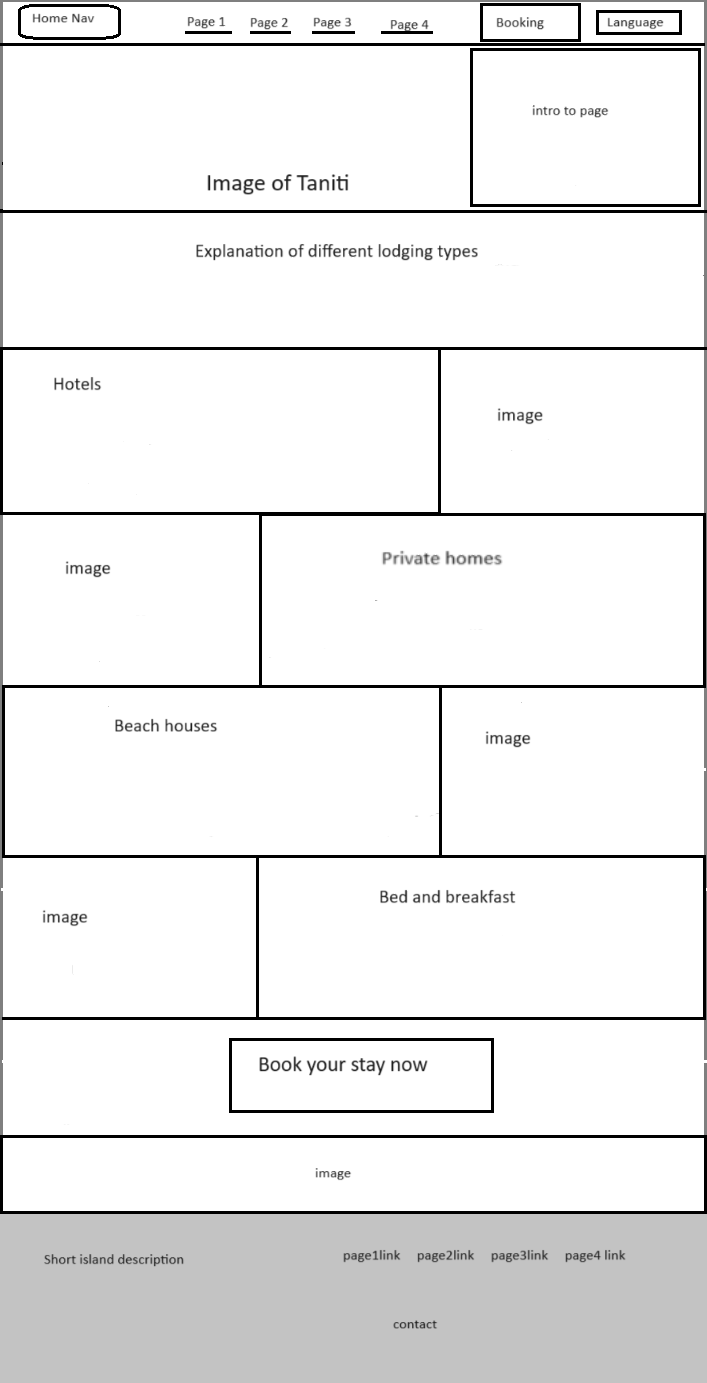 Home Nav
Page 1
Page 2
Page 3
Page 4
Booking
Language
intro to page
Image of Taniti
Explanation of different lodging types
Hotels
image
image
Private homes
Beach houses
image
image
Bed and breakfast
Book your stay now
image
Short island description
page1link
page2link
page3link
page4 link
contact